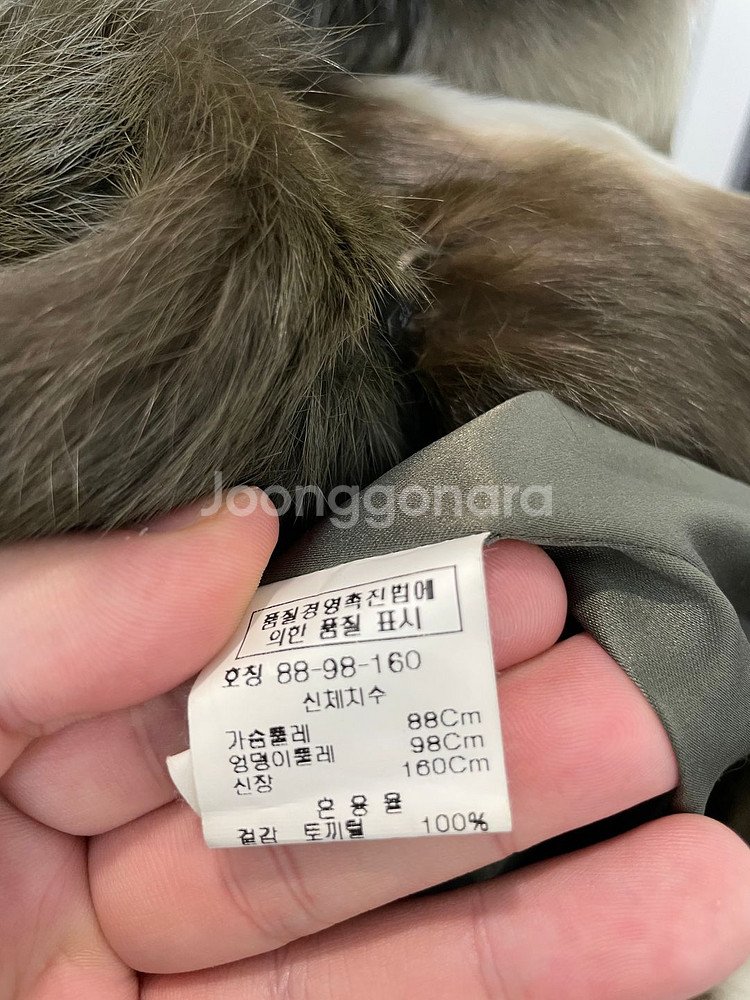 Joonggonara
품질경영촉진법에
의한 품질 표시
호칭 88-98-160
신체치수
가슴둘레 88Cm
엉덩이둘레 98Cm
신장 160Cm
혼용율
겉감 토끼털 100%